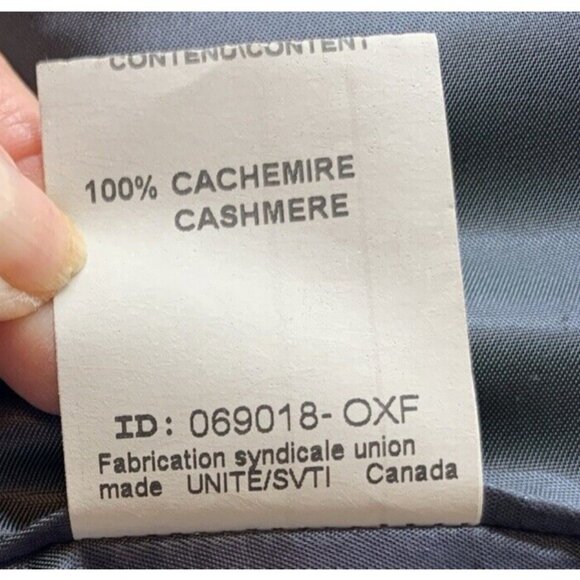 CONTENU\CONTENT
100% CACHEMIRE
CASHMERE
ID: 069018- OXF
Fabrication syndicale union
made UNITE/SVTI Canada